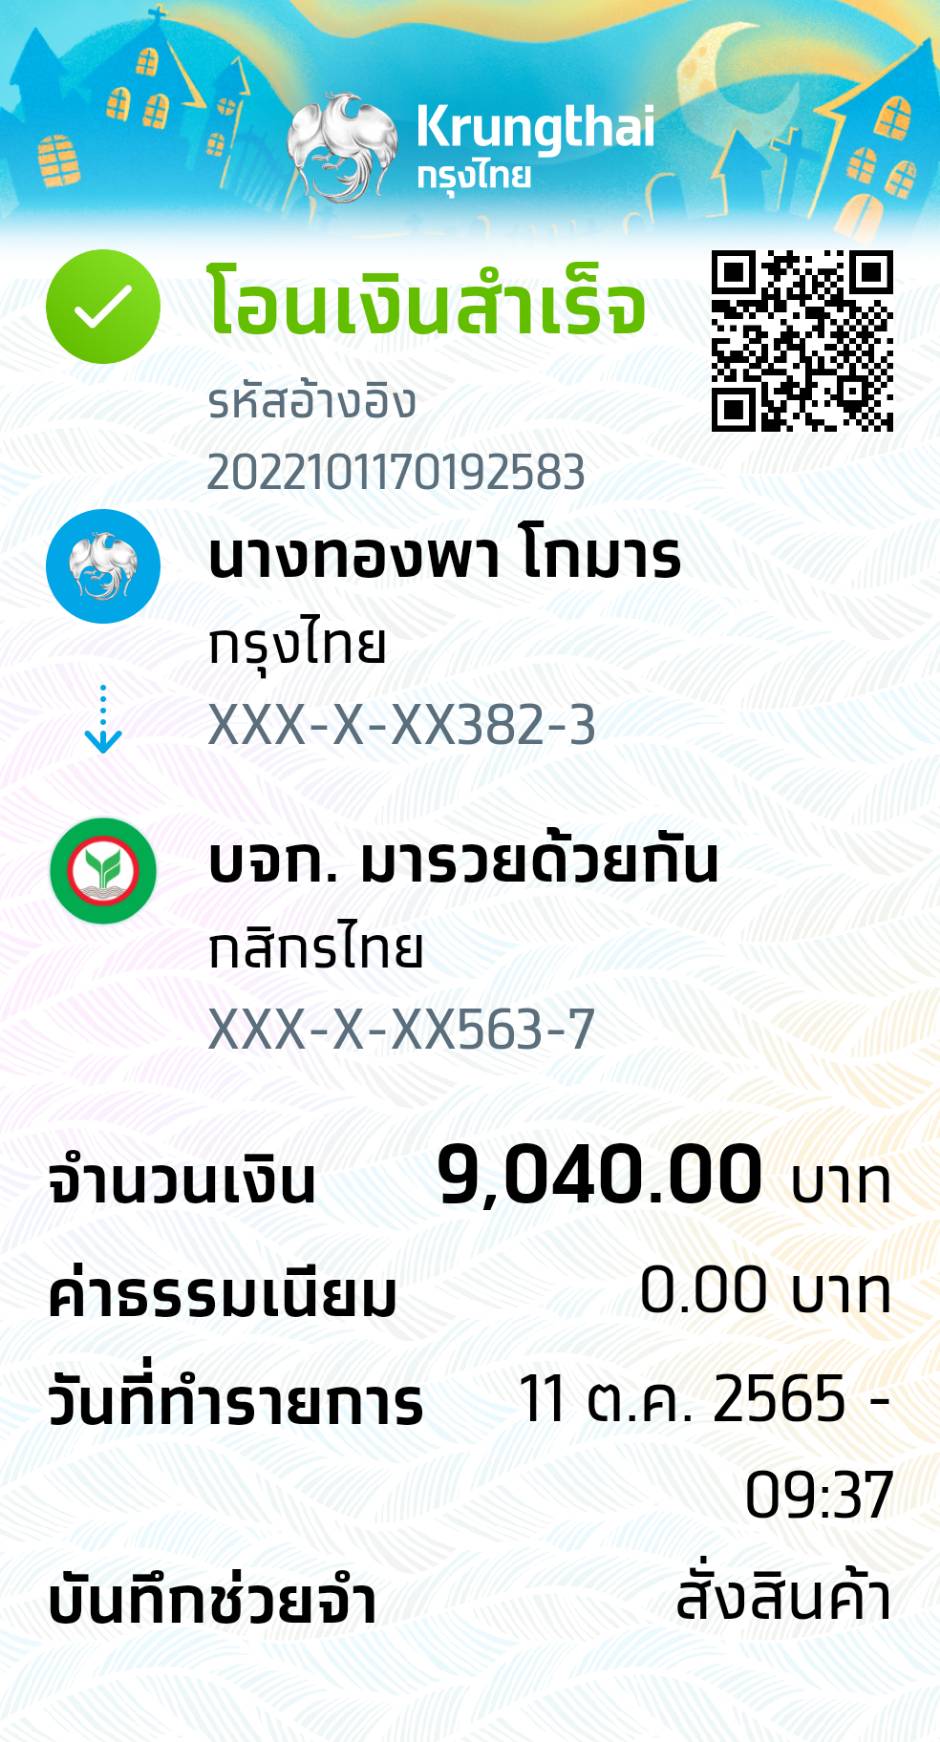 Krungthai
กรุงไทย
โอนเงินสำเร็จ
รหัสอ้างอิง
2022101170192583
นางทองพา โกมาร
กรุงไทย
XXX-X-XX382-3
บจก. มารวยด้วยกัน
กสิกรไทย
XXX-X-XX563-7
จำนวนเงิน 9,040.00 บาท
ค่าธรรมเนียม 0.00 บาท
วันที่ทำรายการ 11 ต.ค. 2565 -
09:37
บันทึกช่วยจำ สั่งสินค้า